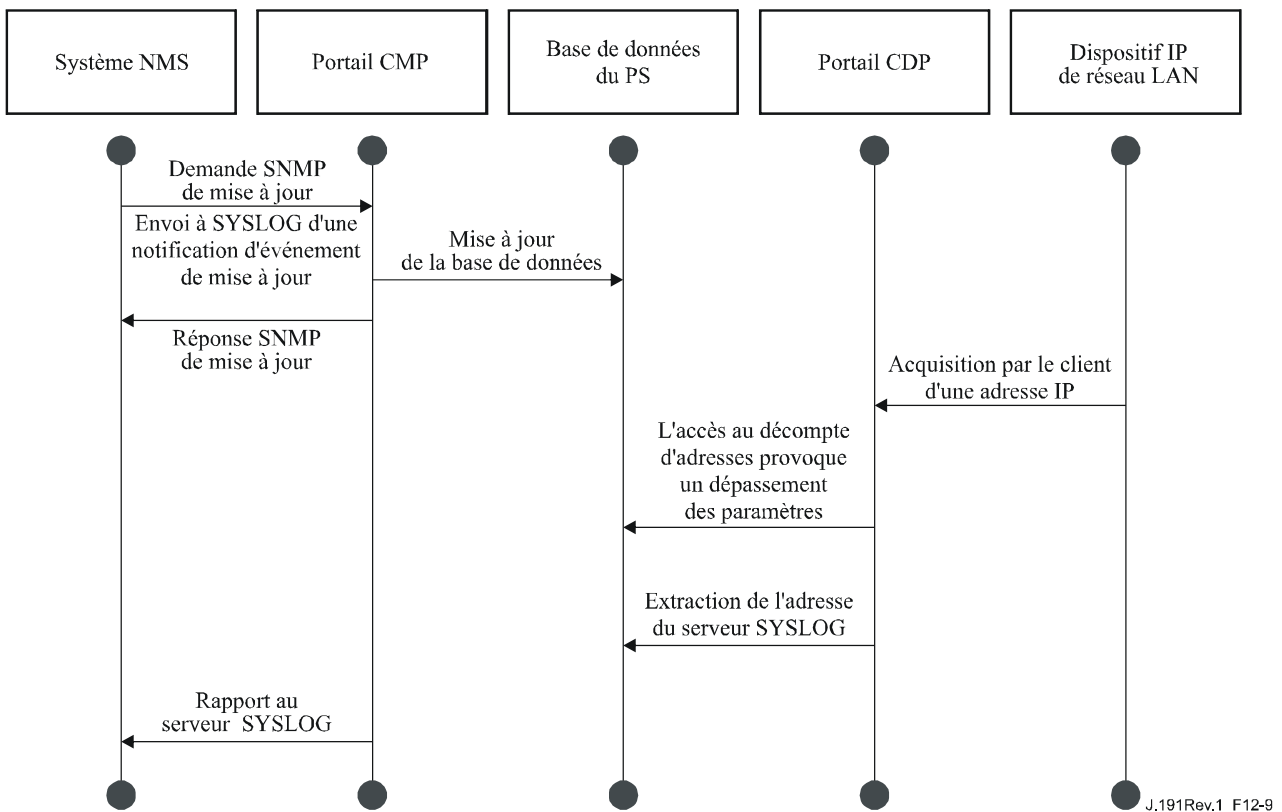 Système NMS
Portail CMP
Base de données
du PS
Portail CDP
Dispositif IP
de réseau LAN
Demande SNMP
de mise à jour
Envoi à SYSLOG d'une
notification d'événement
de mise à jour
Mise à jour
de la base de données
Réponse SNMP
de mise à jour
Acquisition par le client
d'une adresse IP
L'accès au décompte
d'adresses provoque
un dépassement
des paramètres
Extraction de l'adresse
du serveur SYSLOG
Rapport au
serveur SYSLOG
J.191Rev.1_F12-9